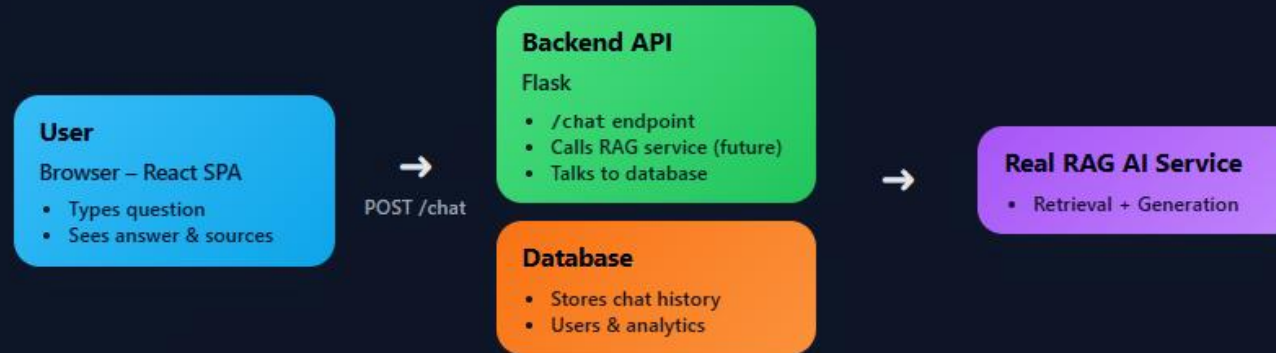 User
Browser – React SPA
• Types question
• Sees answer & sources
➜
POST /chat
Backend API
Flask
• /chat endpoint
• Calls RAG service (future)
• Talks to database
Database
• Stores chat history
• Users & analytics
➜
Real RAG AI Service
• Retrieval + Generation